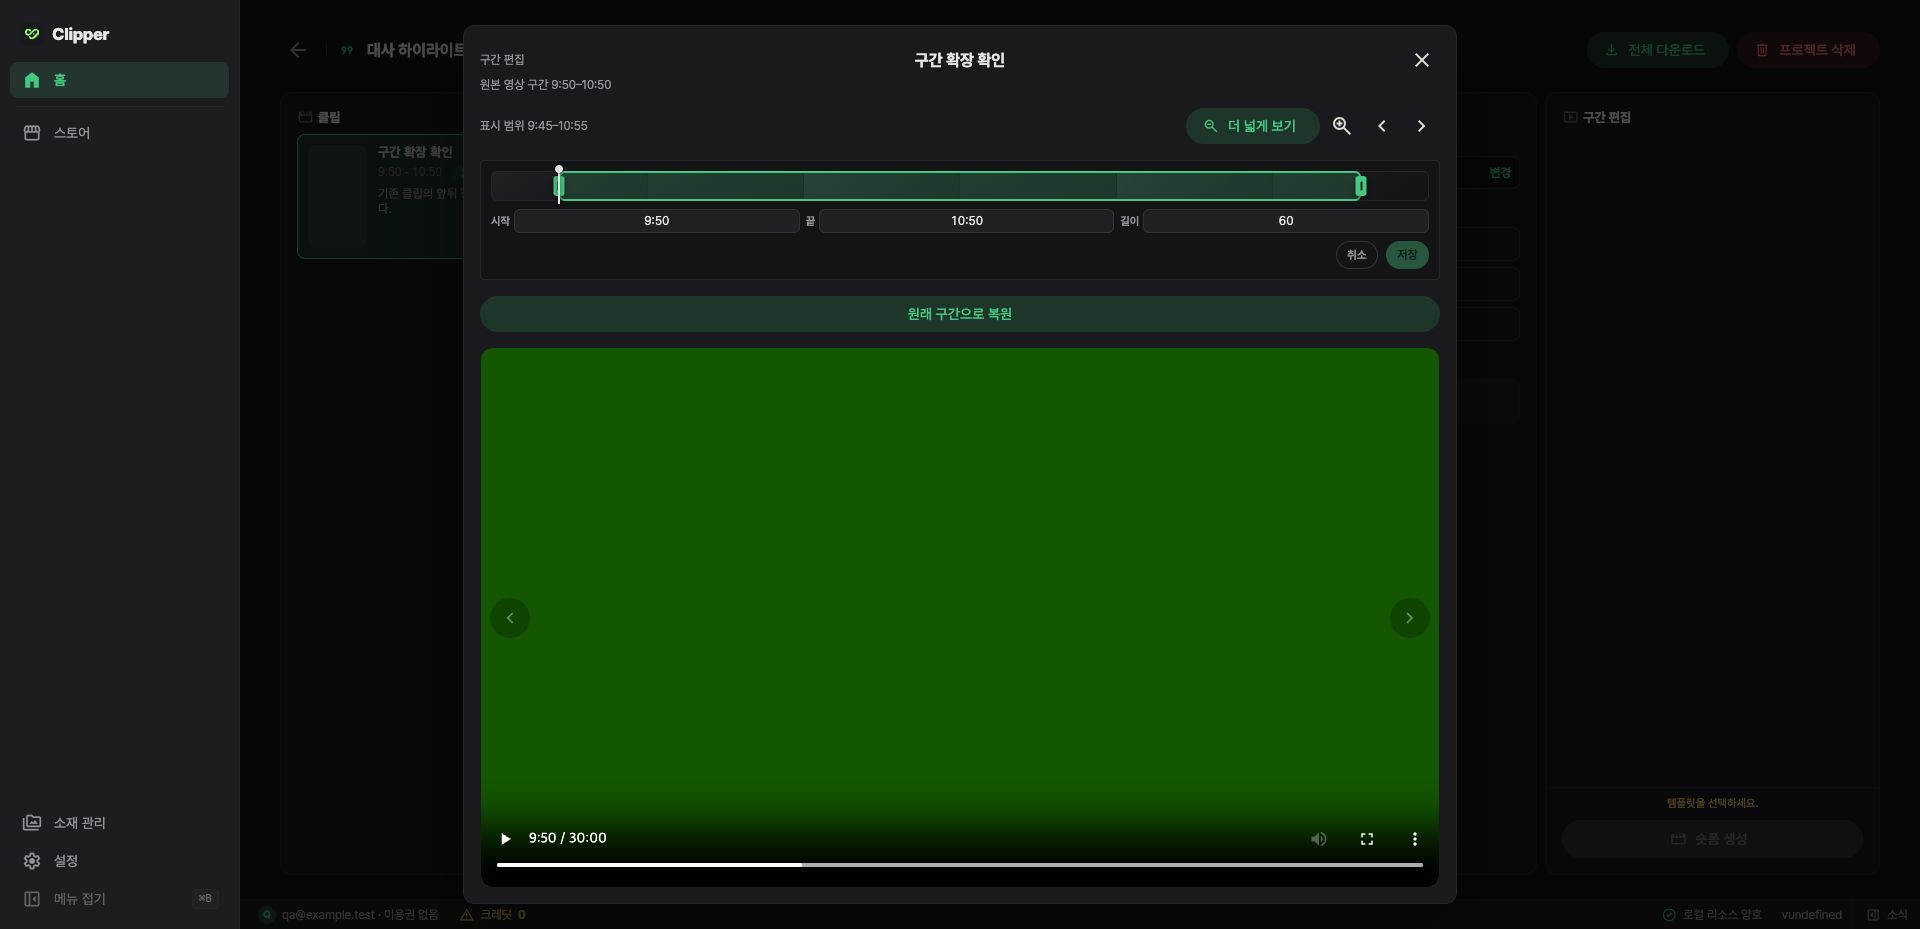 Clipper
홈
스토어
소재 관리
설정
메뉴 접기
⌘B
99
대사 하이라이트
전체 다운로드
프로젝트 삭제
클립
구간 확장 확인
9:50 - 10:50
기존 클립의 앞뒤
다.
구간 편집
구간 확장 확인
원본 영상 구간 9:50–10:50
표시 범위 9:45–10:55
더 넓게 보기
시작
9:50
끝
10:50
길이
60
취소
저장
원래 구간으로 복원
9:50 / 30:00
변경
구간 편집
템플릿을 선택하세요.
숏폼 생성
Q
qa@example.test · 이용권 없음
크레딧 0
로컬 리소스 양호
vundefined
소식